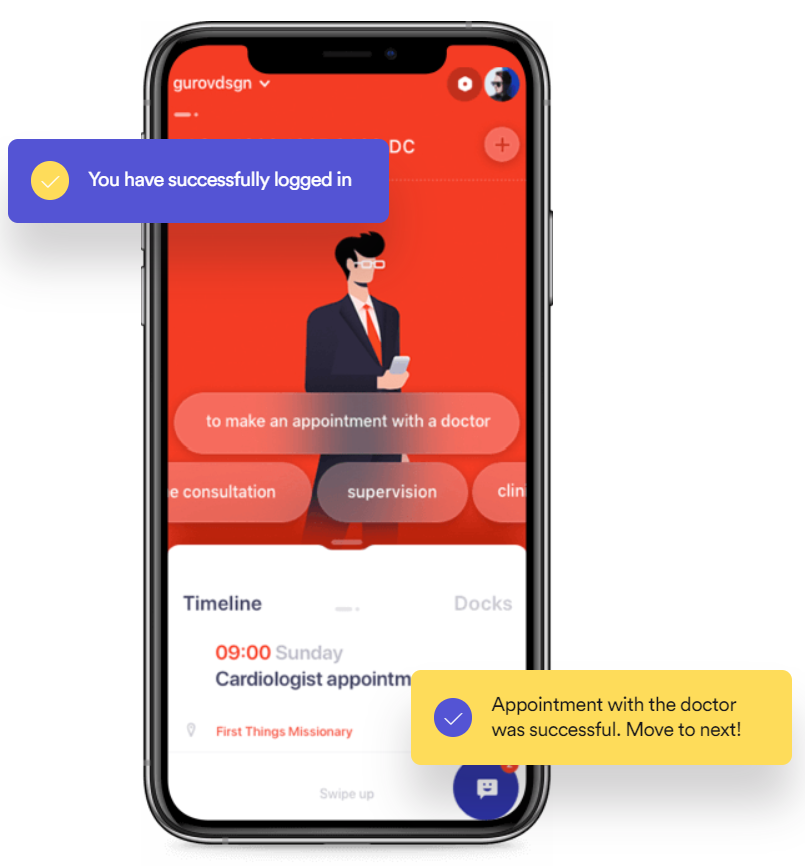 gurovdsgn
DC
You have successfully logged in
to make an appointment with a doctor
e consultation
supervision
clin
Timeline
Docks
09:00 Sunday
Cardiologist appointm
Appointment with the doctor
was successful. Move to next!
First Things Missionary
Swipe up